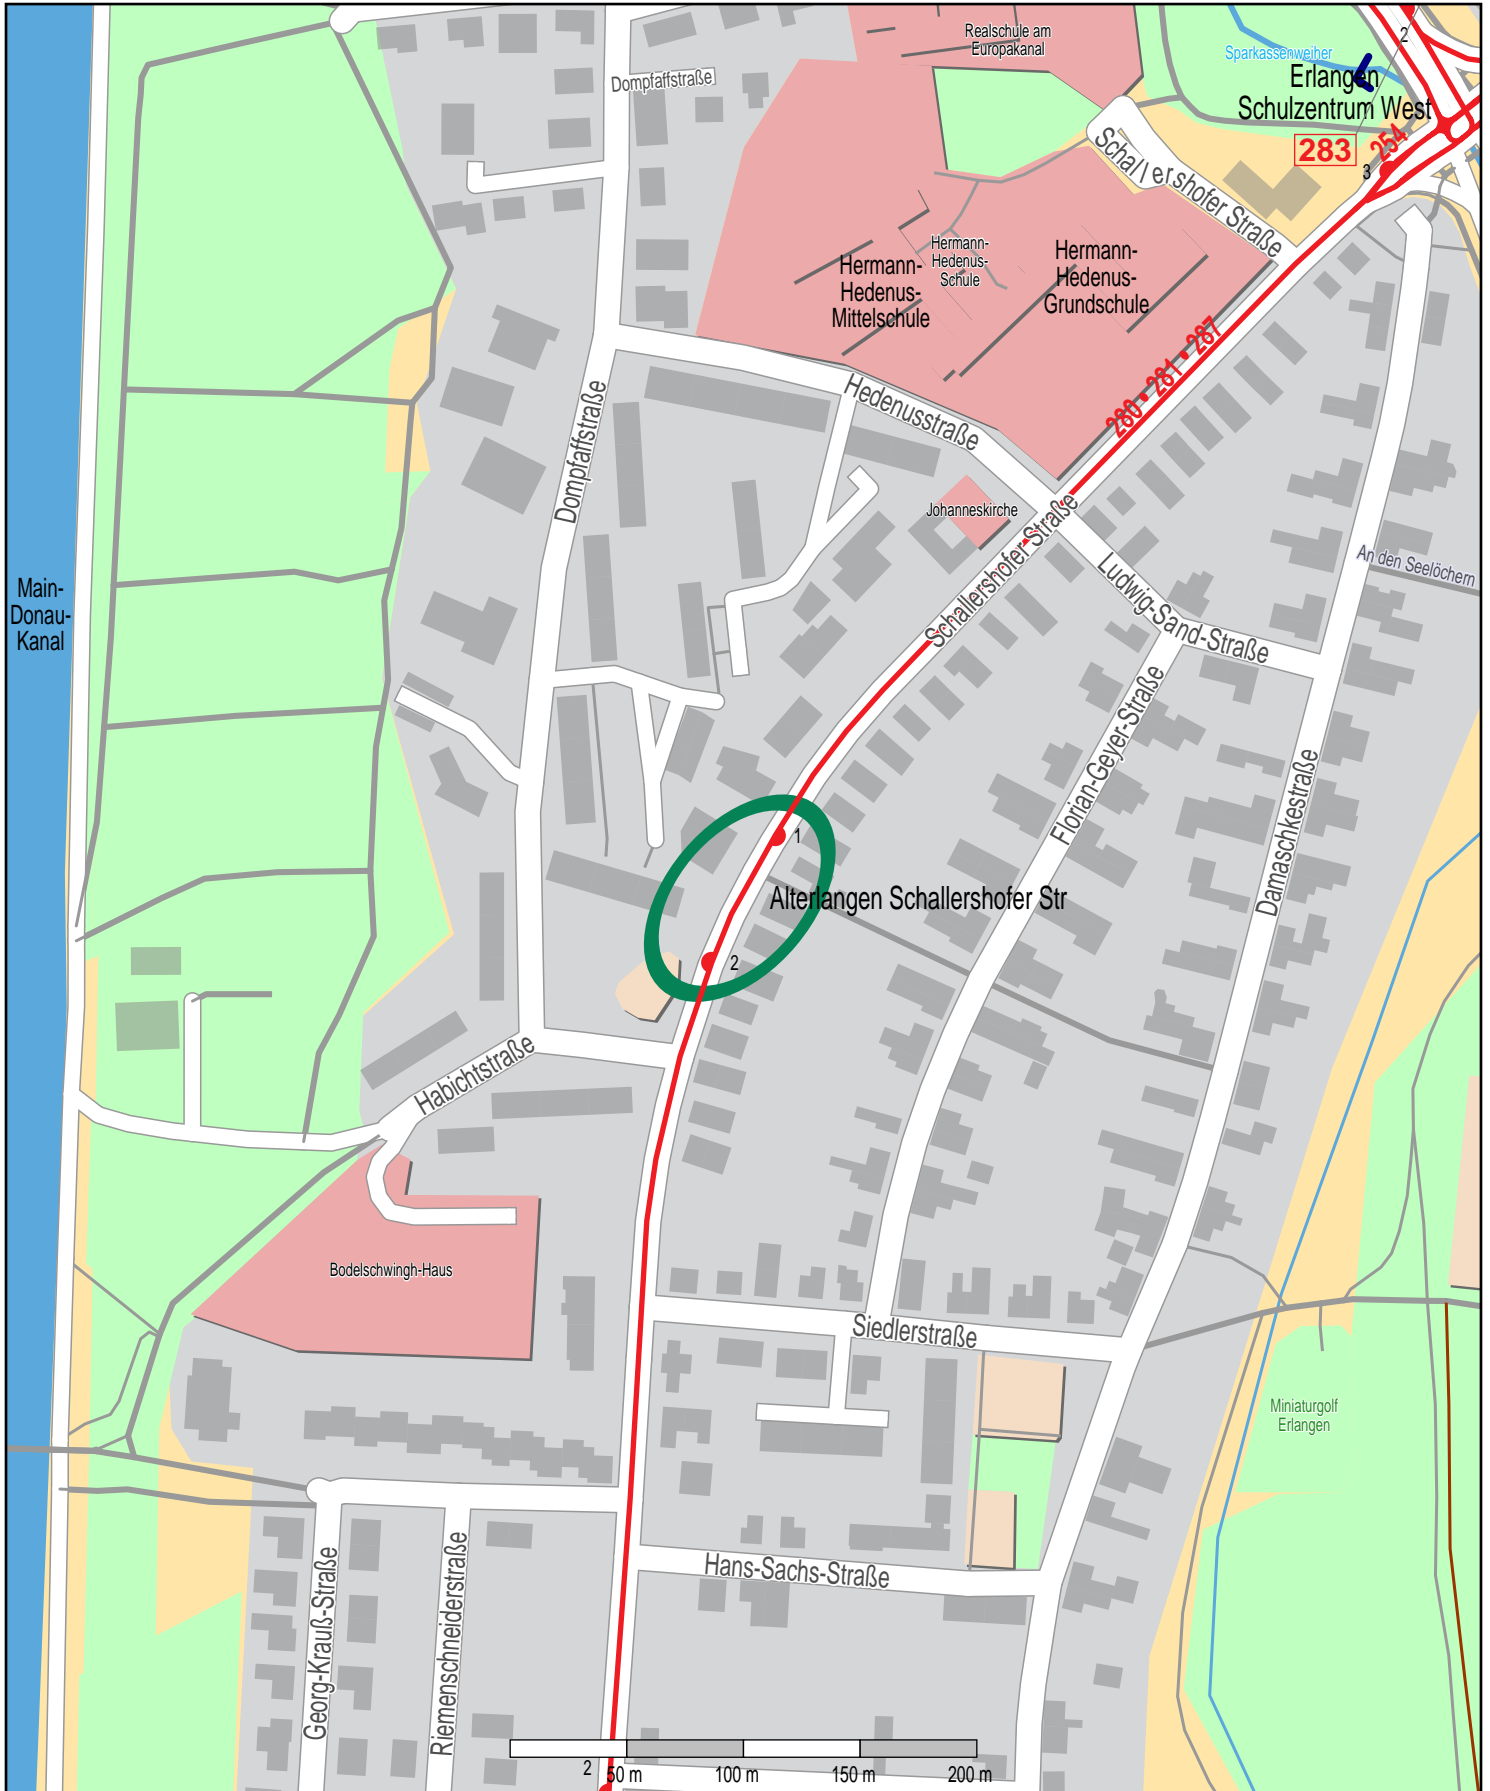 Realschule am
Europakanal
2
Sparkassenweiher
Erlangen
Schulzentrum West
283
254
3
Dompfaffstraße
Schallershofer Straße
Hermann-
Hedenus-
Mittelschule
Hermann-
Hedenus-
Schule
Hermann-
Hedenus-
Grundschule
280 • 281 • 287
Dompfaffstraße
Hedenusstraße
Johanneskirche
Schallershofer Straße
An den Seelöchern
Ludwig-Sand-Straße
Main-
Donau-
Kanal
Florian-Geyer-Straße
Damaschkestraße
1
Alterlangen Schallershofer Str
2
Habichtstraße
Bodelschwingh-Haus
Siedlerstraße
Miniaturgolf
Erlangen
Hans-Sachs-Straße
Georg-Krauß-Straße
Riemenschneiderstraße
2
50 m
100 m
150 m
200 m